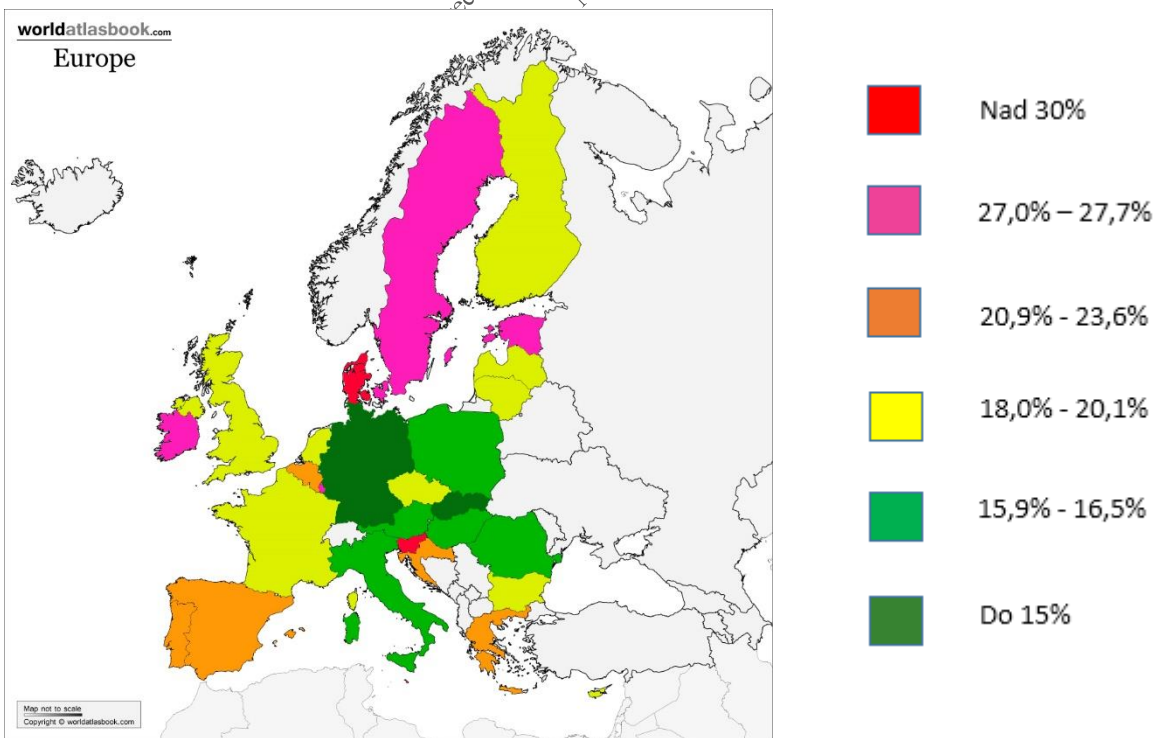 worldatlasbook.com
Europe
Nad 30%
27,0% – 27,7%
20,9% - 23,6%
18,0% - 20,1%
15,9% - 16,5%
Do 15%
Map not to scale
Copyright © worldatlasbook.com